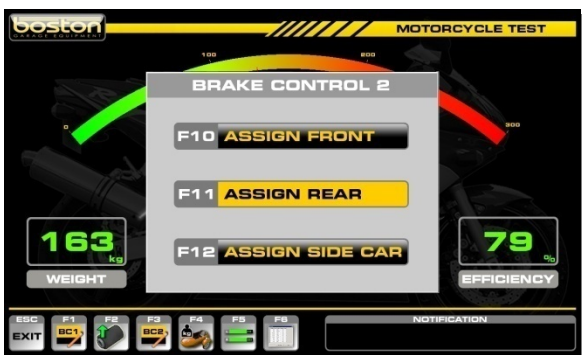 boston
GARAGE EQUIPMENT
MOTORCYCLE TEST
100
200
0
300
BRAKE CONTROL 2
F10 ASSIGN FRONT
F11 ASSIGN REAR
F12 ASSIGN SIDE CAR
163
kg
WEIGHT
79
%
EFFICIENCY
ESC F1 F2 F3 F4 F5 F6
EXIT BC1 BC2
NOTIFICATION